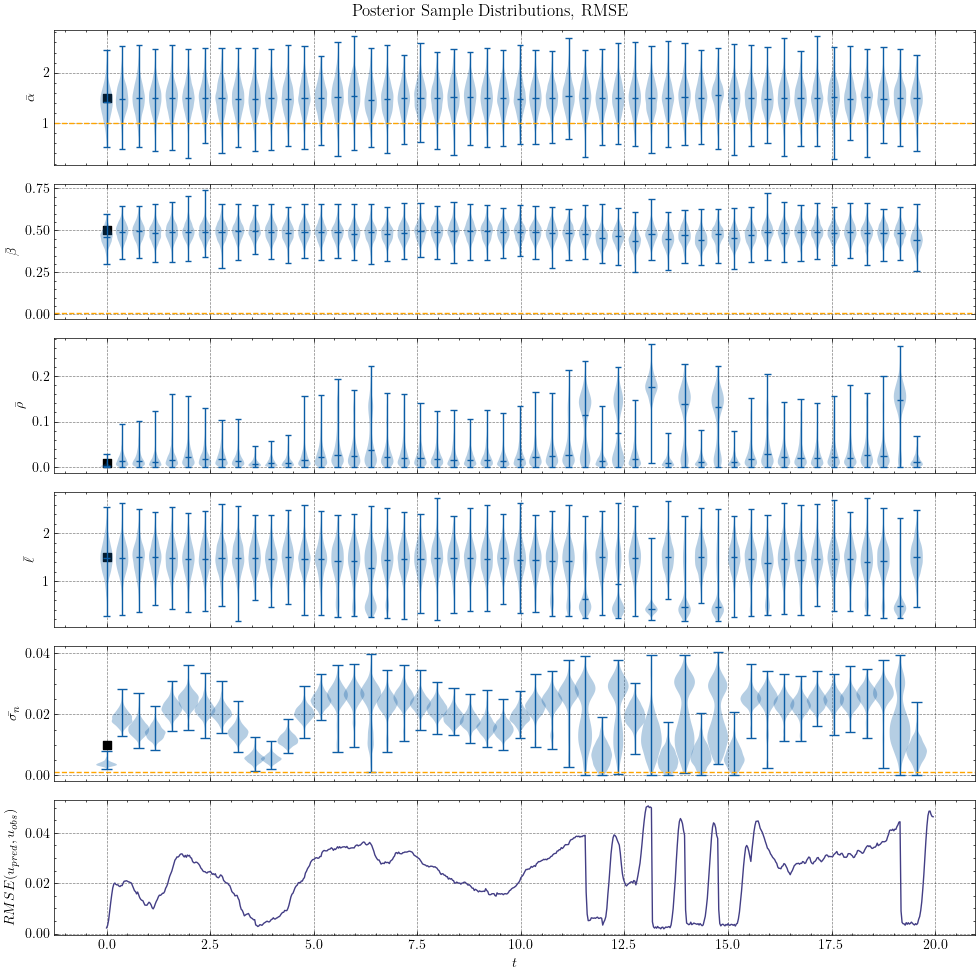 Posterior Sample Distributions, RMSE
2
1
ᾱ
0.75
0.50
0.25
0.00
β̄
0.2
0.1
0.0
ρ̄
2
1
ℓ̄
0.04
0.02
0.00
σ̄ₙ
0.04
0.02
0.00
RMSE(u_pred, u_obs)
0.0 2.5 5.0 7.5 10.0 12.5 15.0 17.5 20.0
t